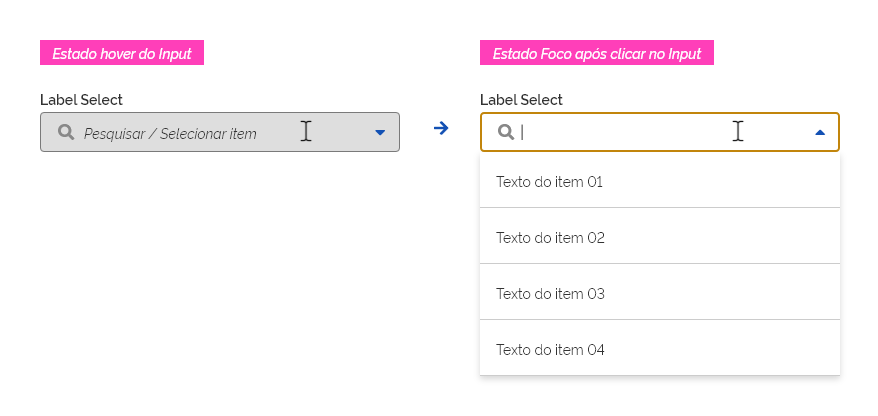 Estado hover do Input
Estado Foco após clicar no Input
Label Select
Label Select
Pesquisar / Selecionar item
Texto do item 01
Texto do item 02
Texto do item 03
Texto do item 04